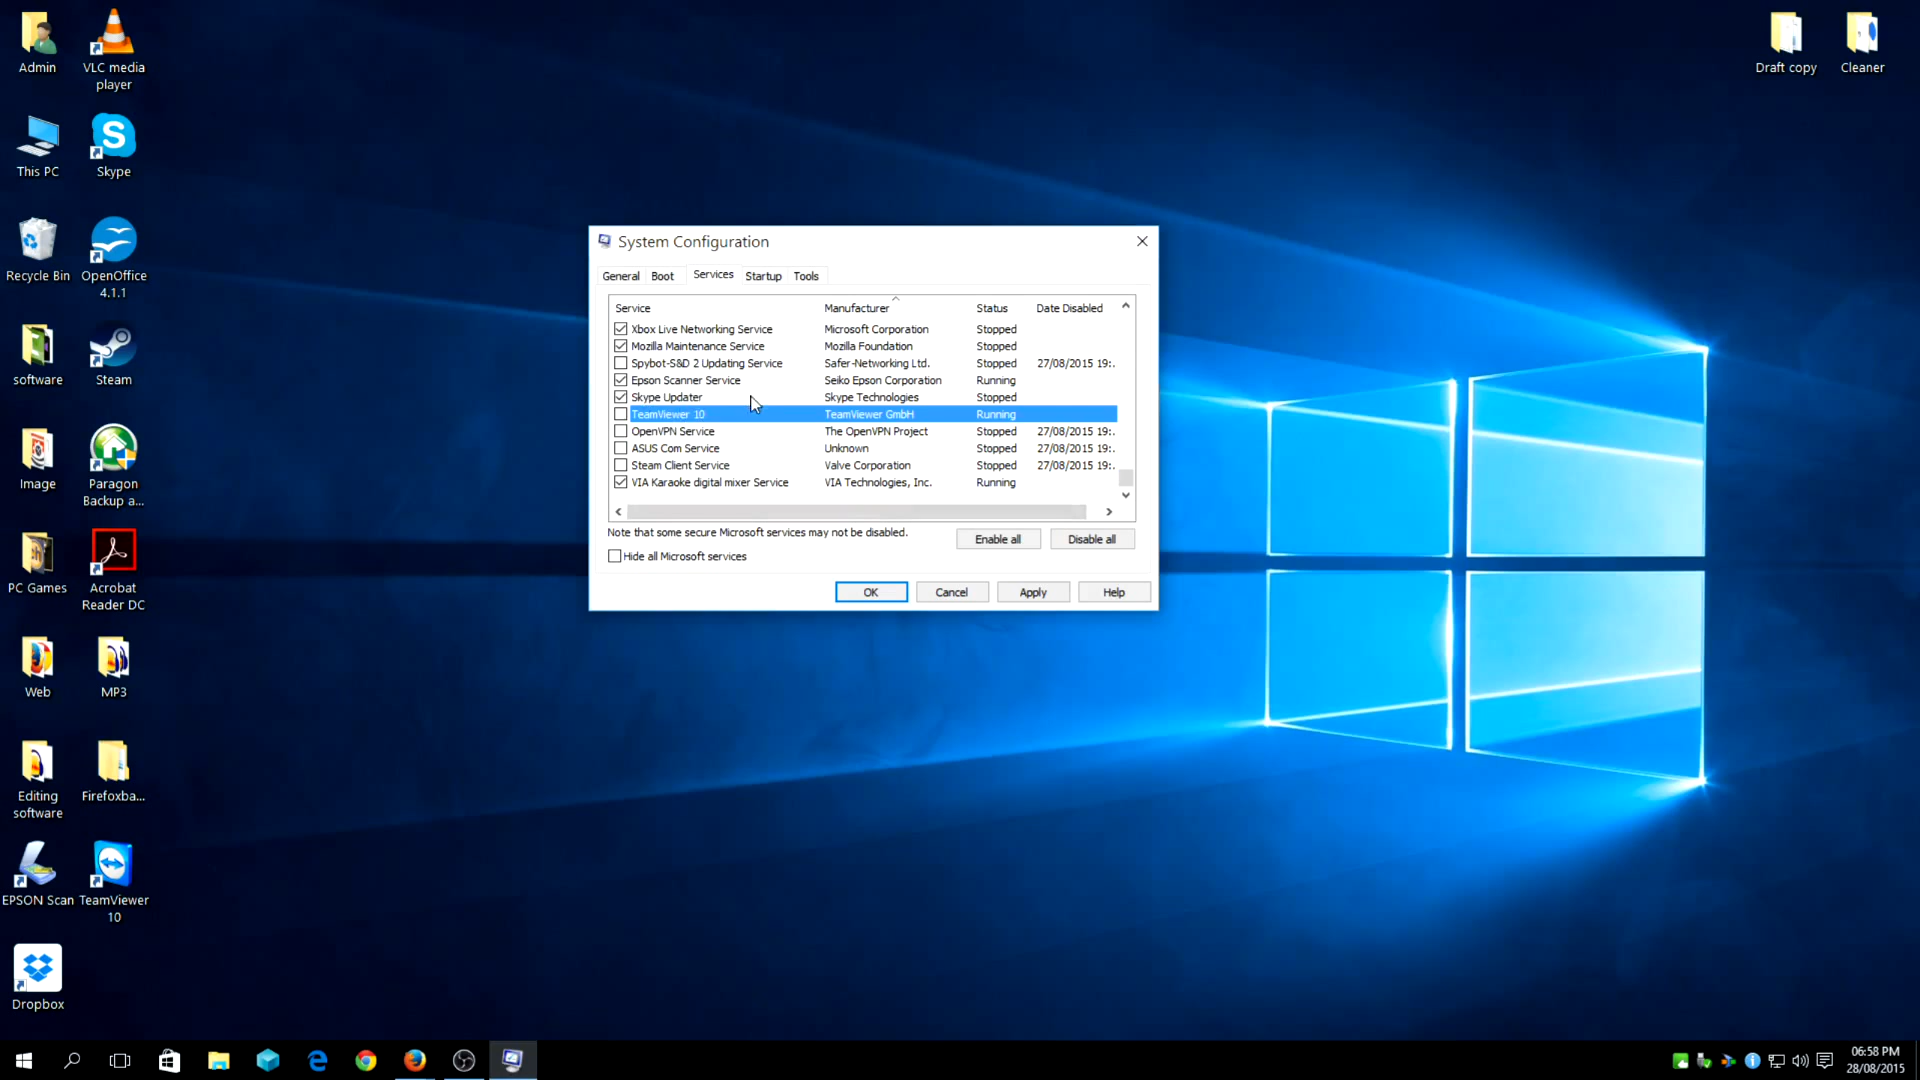 Admin
VLC media
player
Draft copy
Cleaner
This PC
Skype
Recycle Bin
OpenOffice
4.1.1
software
Steam
Image
Paragon
Backup a...
PC Games
Acrobat
Reader DC
Web
MP3
Editing
software
Firefoxba...
EPSON Scan
TeamViewer
10
Dropbox
System Configuration
General Boot Services Startup Tools
Service Manufacturer Status Date Disabled
Xbox Live Networking Service Microsoft Corporation Stopped
Mozilla Maintenance Service Mozilla Foundation Stopped
Spybot-S&D 2 Updating Service Safer-Networking Ltd. Stopped 27/08/2015 19:.
Epson Scanner Service Seiko Epson Corporation Running
Skype Updater Skype Technologies Stopped
TeamViewer 10 TeamViewer GmbH Running
OpenVPN Service The OpenVPN Project Stopped 27/08/2015 19:.
ASUS Com Service Unknown Stopped 27/08/2015 19:.
Steam Client Service Valve Corporation Stopped 27/08/2015 19:.
VIA Karaoke digital mixer Service VIA Technologies, Inc. Running
Note that some secure Microsoft services may not be disabled.
Enable all Disable all
Hide all Microsoft services
OK Cancel Apply Help
06:58 PM
28/08/2015